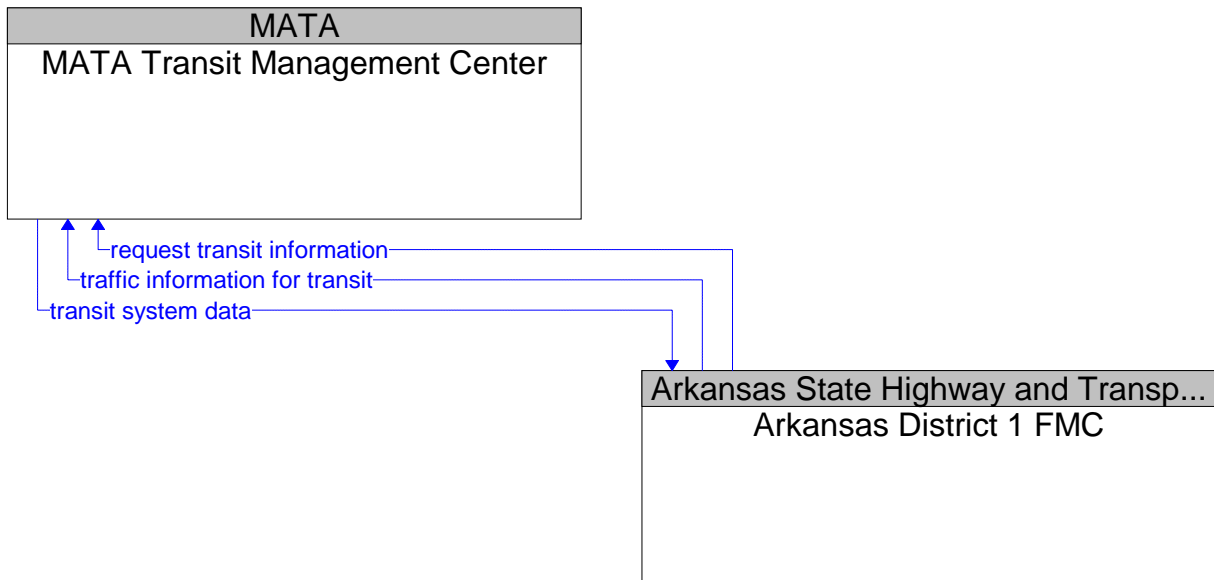 MATA
MATA Transit Management Center
request transit information
traffic information for transit
transit system data
Arkansas State Highway and Transp...
Arkansas District 1 FMC